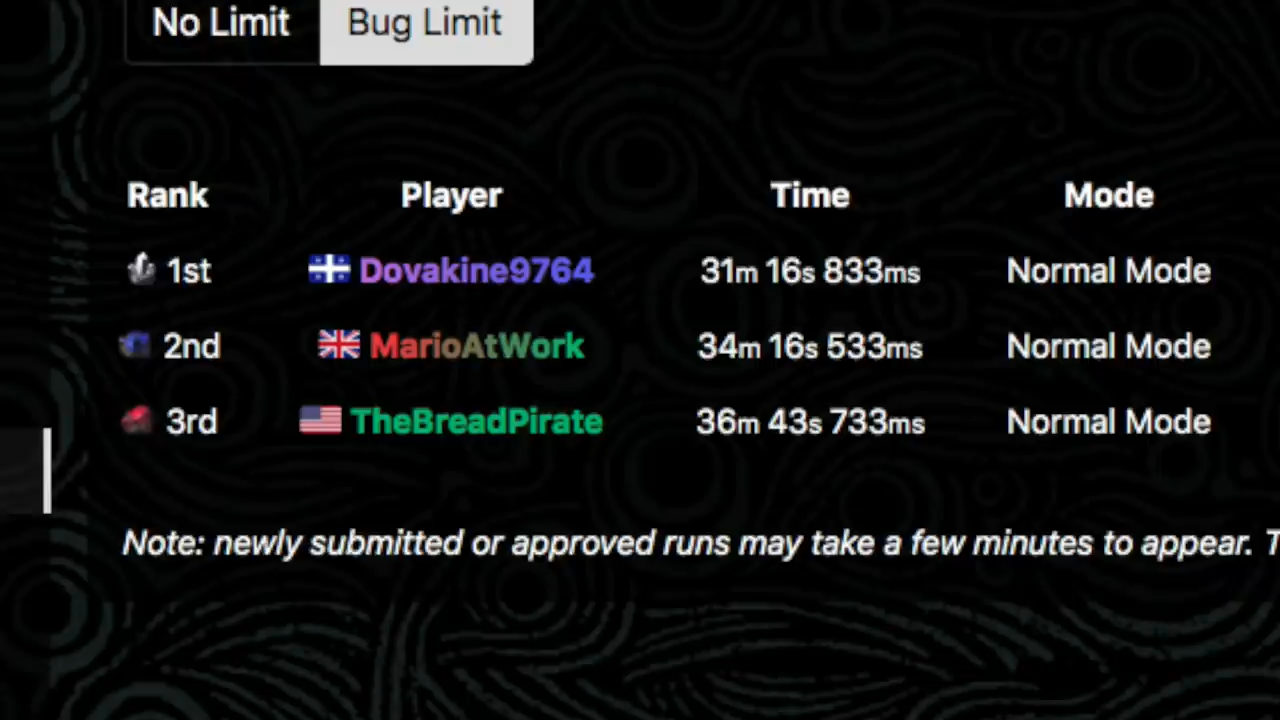 No Limit Bug Limit
Rank Player Time Mode
1st Dovakine9764 31m 16s 833ms Normal Mode
2nd MarioAtWork 34m 16s 533ms Normal Mode
3rd TheBreadPirate 36m 43s 733ms Normal Mode
Note: newly submitted or approved runs may take a few minutes to appear. T